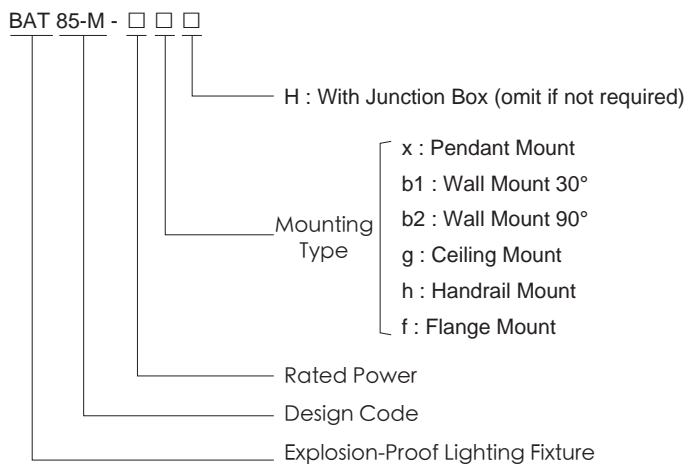 BAT 85-M - □ □ □
H : With Junction Box (omit if not required)
x : Pendant Mount
b1 : Wall Mount 30°
b2 : Wall Mount 90°
Mounting
Type
g : Ceiling Mount
h : Handrail Mount
f : Flange Mount
Rated Power
Design Code
Explosion-Proof Lighting Fixture